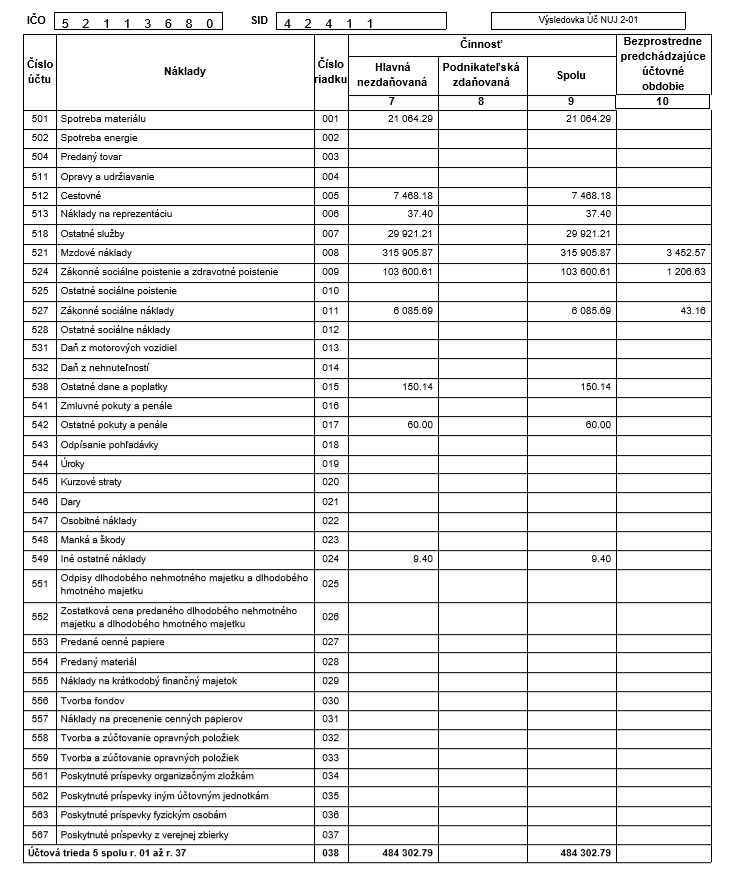 IČO 5 2 1 1 3 6 8 0 SID 4 2 4 1 1 Výsledovka Úč NUJ 2-01
Číslo účtu Náklady Číslo riadku Činnosť Bezprostredne predchádzajúce účtovné obdobie
Hlavná nezdaňovaná Podnikateľská zdaňovaná Spolu
7 8 9 10
501 Spotreba materiálu 001 21 064.29 21 064.29
502 Spotreba energie 002
504 Predaný tovar 003
511 Opravy a udržiavanie 004
512 Cestovné 005 7 468.18 7 468.18
513 Náklady na reprezentáciu 006 37.40 37.40
518 Ostatné služby 007 29 921.21 29 921.21
521 Mzdové náklady 008 315 905.87 315 905.87 3 452.57
524 Zákonné sociálne poistenie a zdravotné poistenie 009 103 600.61 103 600.61 1 206.63
525 Ostatné sociálne poistenie 010
527 Zákonné sociálne náklady 011 6 085.69 6 085.69 43.16
528 Ostatné sociálne náklady 012
531 Daň z motorových vozidiel 013
532 Daň z nehnuteľností 014
538 Ostatné dane a poplatky 015 150.14 150.14
541 Zmluvné pokuty a penále 016
542 Ostatné pokuty a penále 017 60.00 60.00
543 Odpísanie pohľadávky 018
544 Úroky 019
545 Kurzové straty 020
546 Dary 021
547 Osobitné náklady 022
548 Manká a škody 023
549 Iné ostatné náklady 024 9.40 9.40
551 Odpisy dlhodobého nehmotného majetku a dlhodobého hmotného majetku 025
552 Zostatková cena predaného dlhodobého nehmotného majetku a dlhodobého hmotného majetku 026
553 Predané cenné papiere 027
554 Predaný materiál 028
555 Náklady na krátkodobý finančný majetok 029
556 Tvorba fondov 030
557 Náklady na precenenie cenných papierov 031
558 Tvorba a zúčtovanie opravných položiek 032
559 Tvorba a zúčtovanie opravných položiek 033
561 Poskytnuté príspevky organizačným zložkám 034
562 Poskytnuté príspevky iným účtovným jednotkám 035
563 Poskytnuté príspevky fyzickým osobám 036
567 Poskytnuté príspevky z verejnej zbierky 037
Účtová trieda 5 spolu r. 01 až r. 37 038 484 302.79 484 302.79